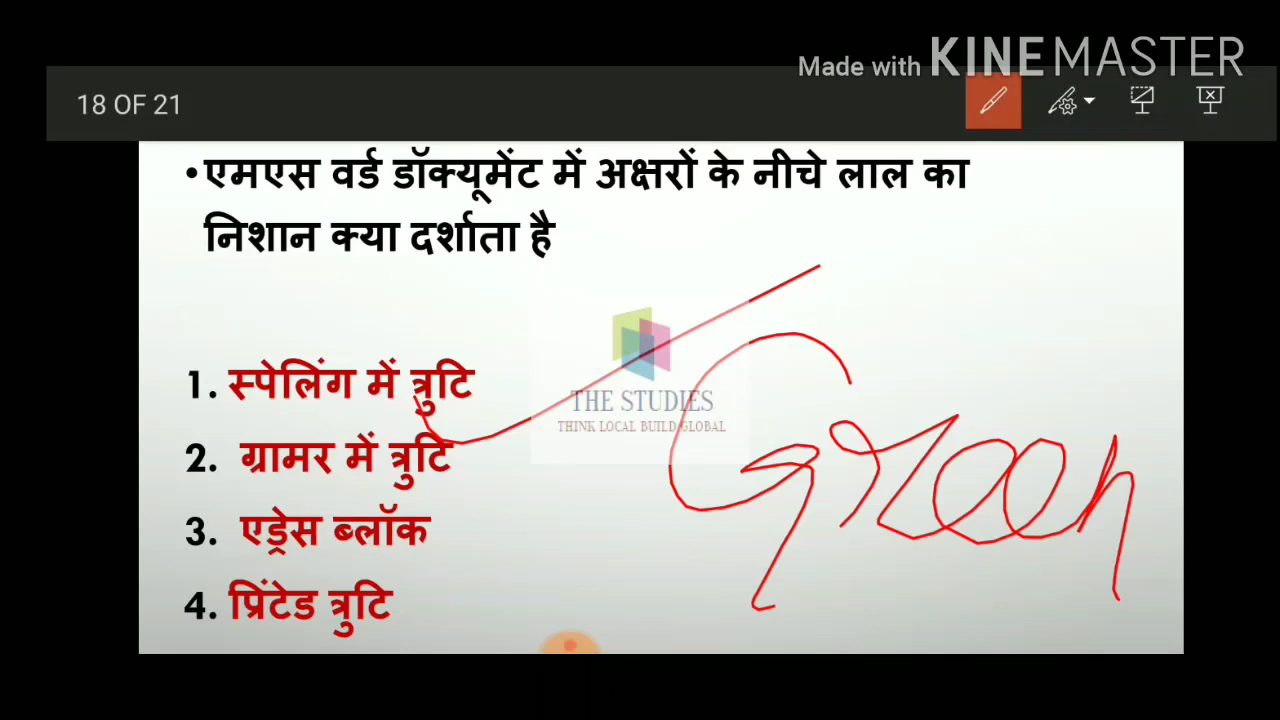 Made with KINEMASTER
18 OF 21
•एमएस वर्ड डॉक्यूमेंट में अक्षरों के नीचे लाल का
निशान क्या दर्शाता है
1. स्पेलिंग में त्रुटि
2. ग्रामर में त्रुटि
3. एड्रेस ब्लॉक
4. प्रिंटेड त्रुटि
THE STUDIES
THINK LOCAL BUILD GLOBAL
Green